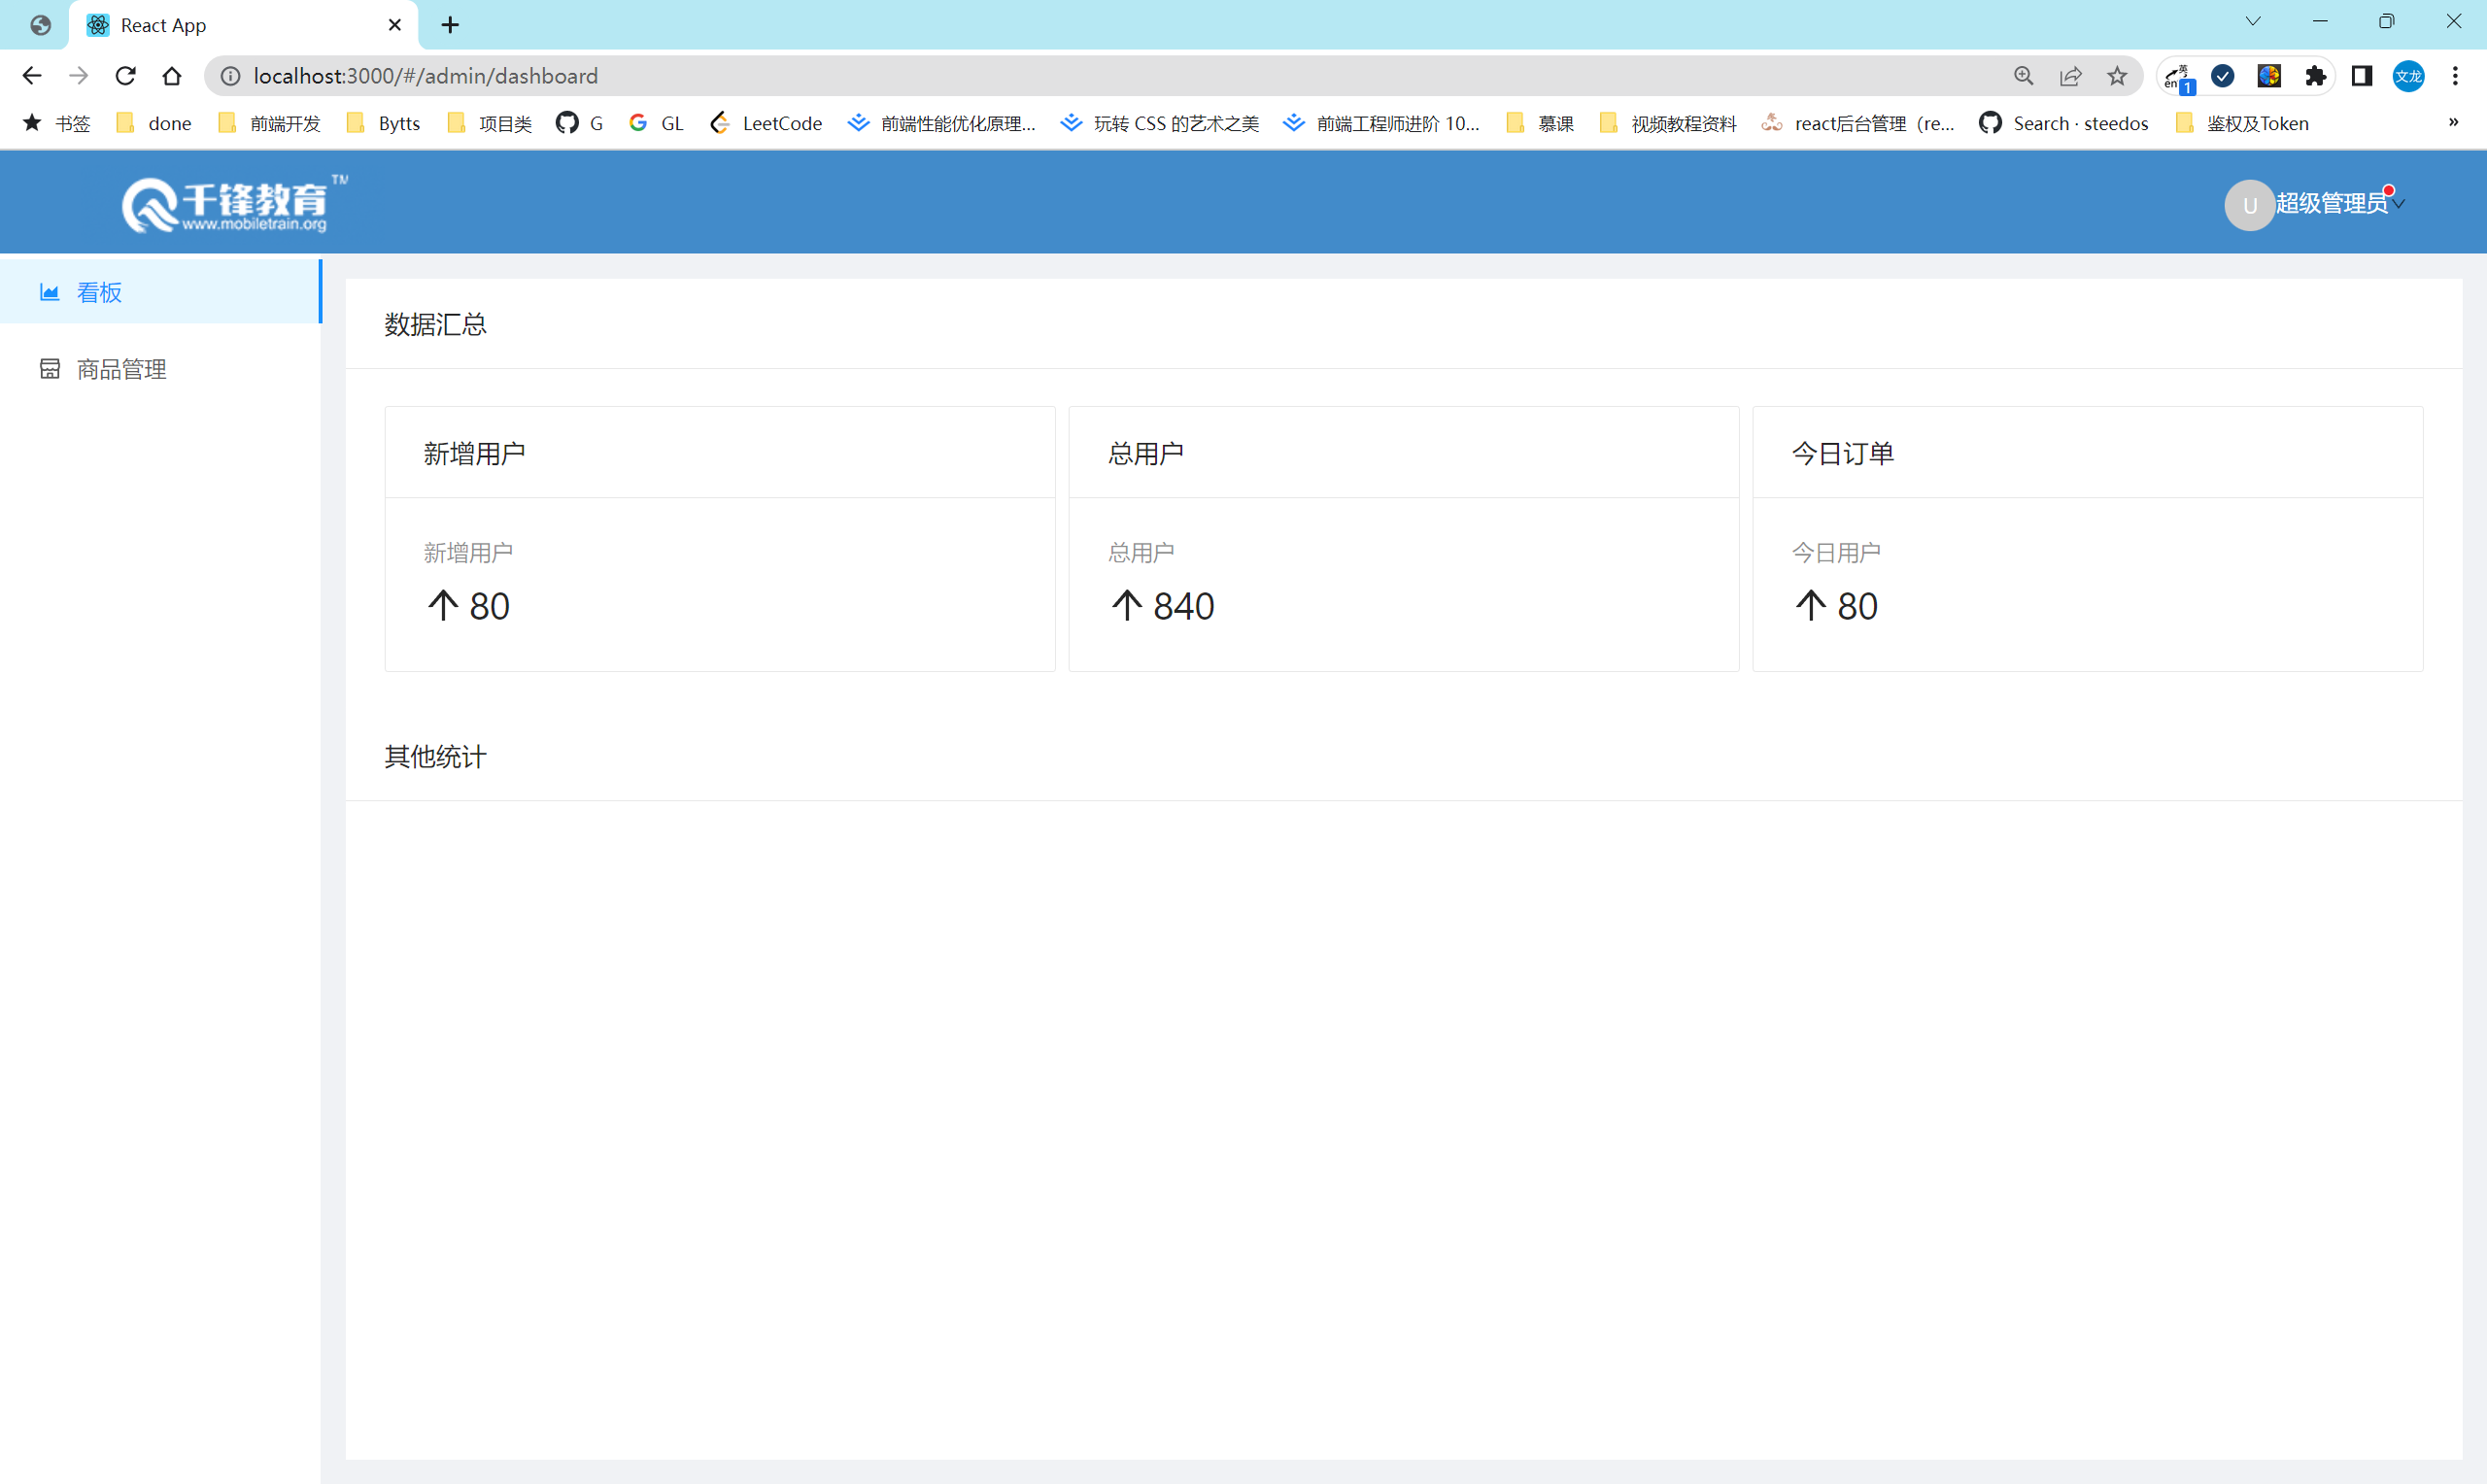 React App
localhost:3000/#/admin/dashboard
英
en 1
文龙
书签 done 前端开发 Bytts 项目类 G GL LeetCode 前端性能优化原理... 玩转 CSS 的艺术之美 前端工程师进阶 10... 慕课 视频教程资料 react后台管理（re... Search · steedos 鉴权及Token »
千锋教育 TM
www.mobiletrain.org
U 超级管理员
看板
商品管理
数据汇总
新增用户 总用户 今日订单
新增用户 总用户 今日用户
80 840 80
其他统计